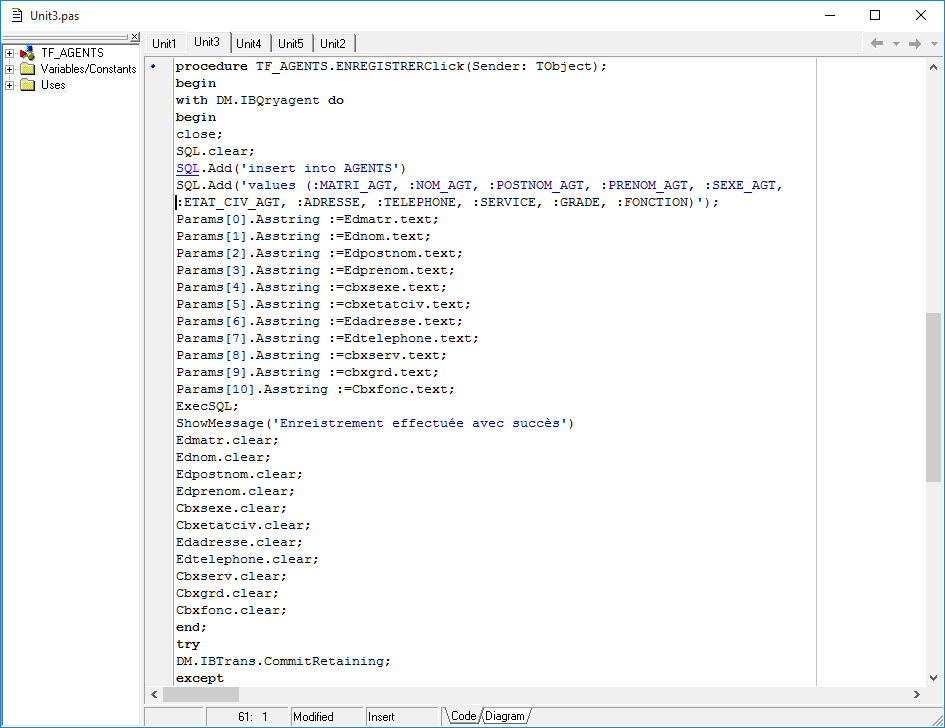 Unit3.pas
TF_AGENTS
Variables/Constants
Uses
Unit1 Unit3 Unit4 Unit5 Unit2
procedure TF_AGENTS.ENREGISTRERClick(Sender: TObject);
begin
with DM.IBQryagent do
begin
close;
SQL.clear;
SQL.Add('insert into AGENTS')
SQL.Add('values (:MATRI_AGT, :NOM_AGT, :POSTNOM_AGT, :PRENOM_AGT, :SEXE_AGT,
:ETAT_CIV_AGT, :ADRESSE, :TELEPHONE, :SERVICE, :GRADE, :FONCTION)');
Params[0].Asstring :=Edmatr.text;
Params[1].Asstring :=Ednom.text;
Params[2].Asstring :=Edpostnom.text;
Params[3].Asstring :=Edprenom.text;
Params[4].Asstring :=cbxsexe.text;
Params[5].Asstring :=cbxetatciv.text;
Params[6].Asstring :=Edadresse.text;
Params[7].Asstring :=Edtelephone.text;
Params[8].Asstring :=cbxserv.text;
Params[9].Asstring :=cbxgrd.text;
Params[10].Asstring :=Cbxfonc.text;
ExecSQL;
ShowMessage('Enreistrement effectuée avec succès')
Edmatr.clear;
Ednom.clear;
Edpostnom.clear;
Edprenom.clear;
Cbxsexe.clear;
Cbxetatciv.clear;
Edadresse.clear;
Edtelephone.clear;
Cbxserv.clear;
Cbxgrd.clear;
Cbxfonc.clear;
end;
try
DM.IBTrans.CommitRetaining;
except
61: 1 Modified Insert Code Diagram